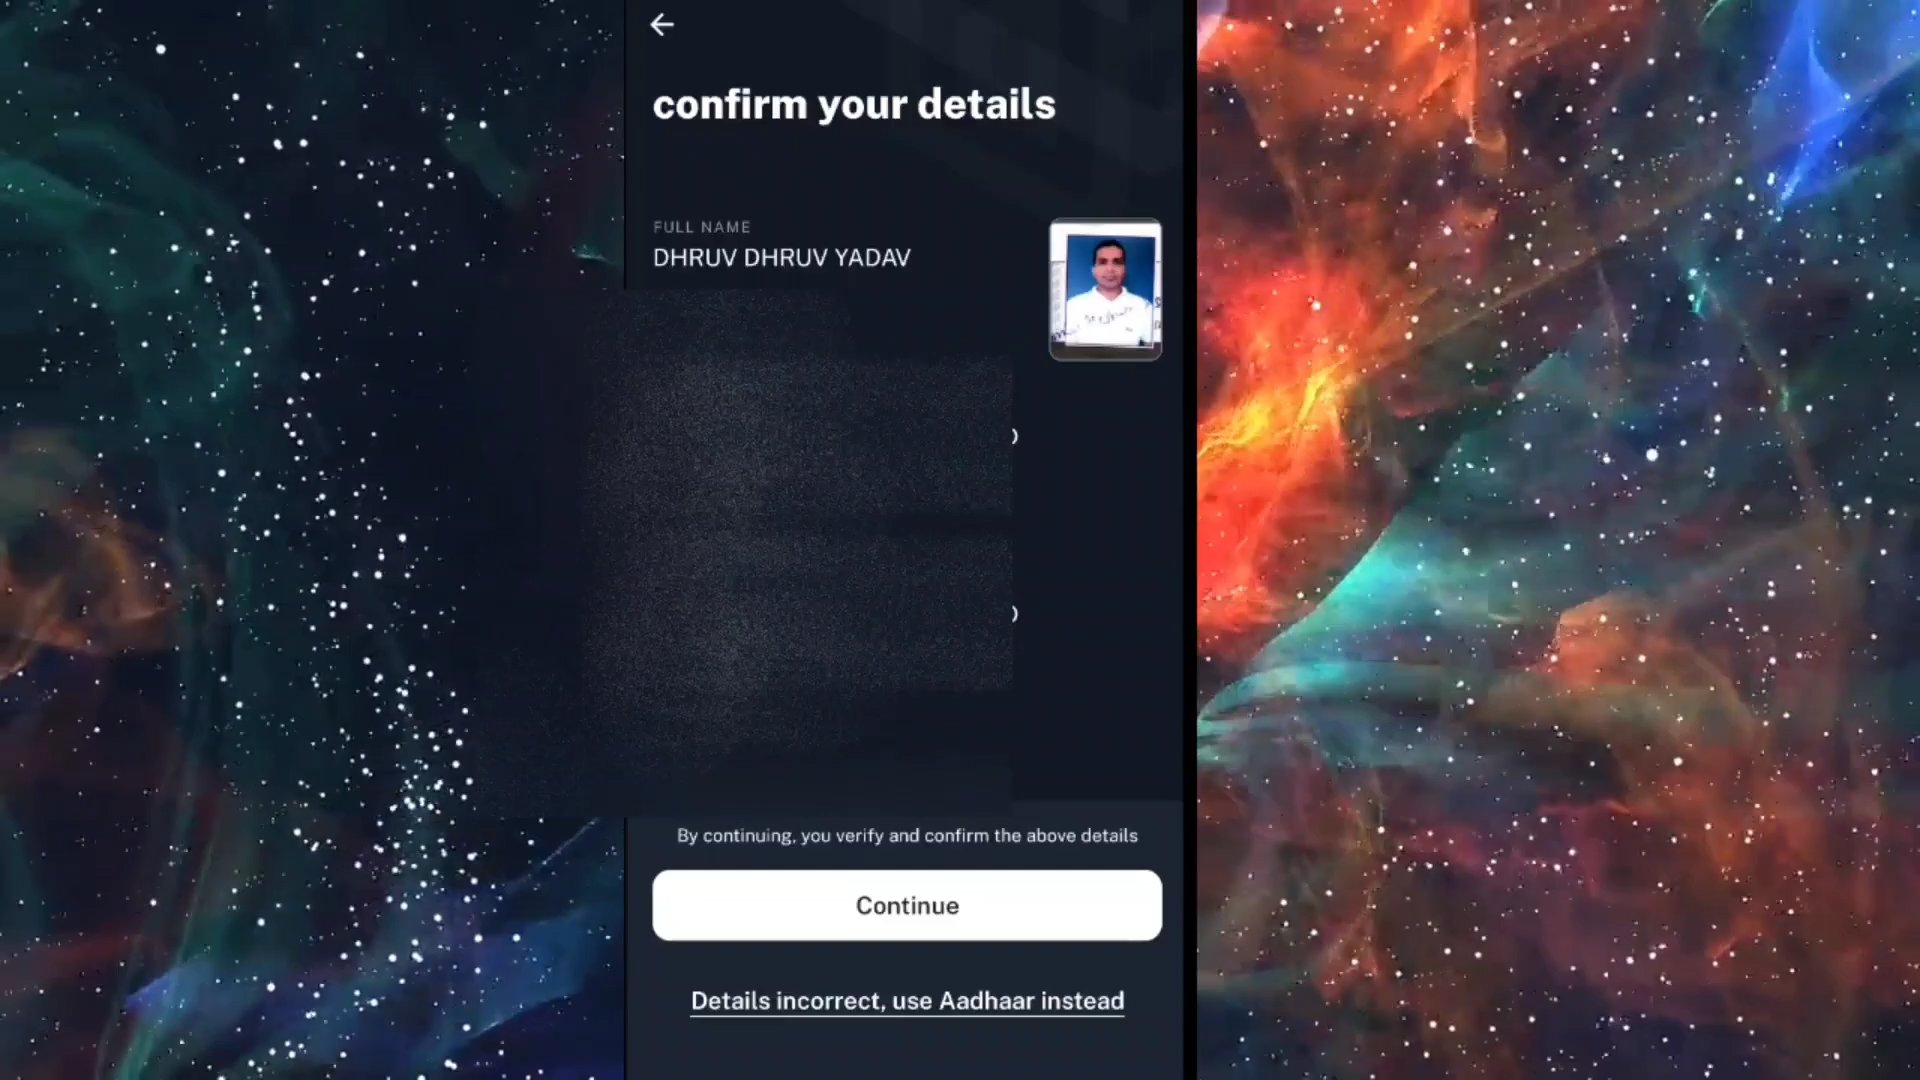 confirm your details
FULL NAME
DHRUV DHRUV YADAV
By continuing, you verify and confirm the above details
Continue
Details incorrect, use Aadhaar instead